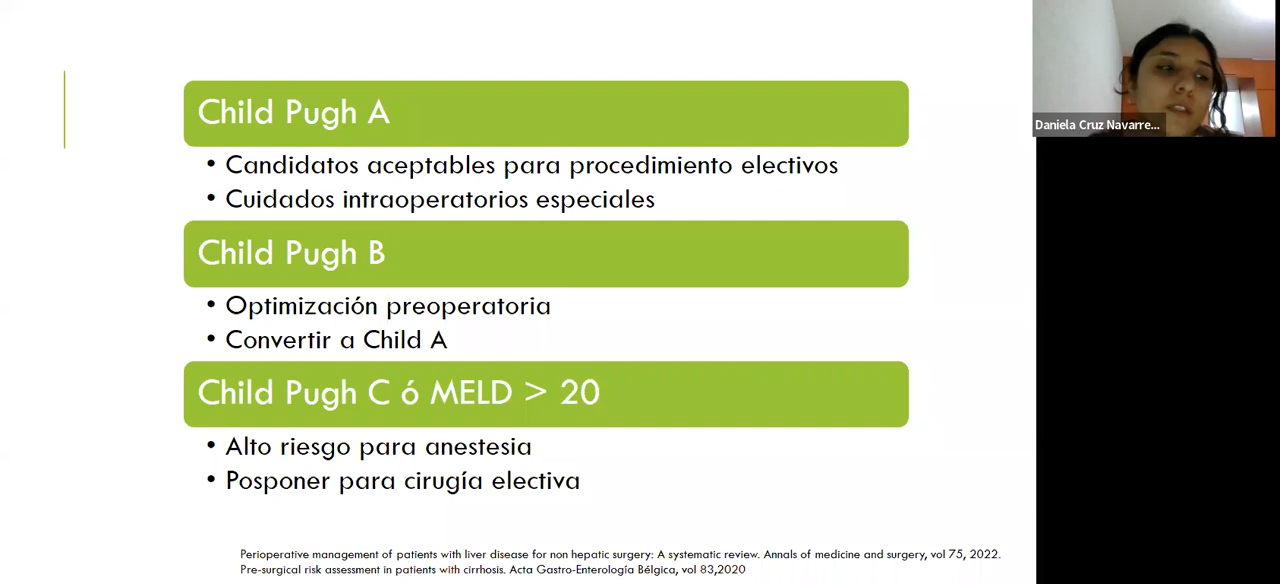 Child Pugh A
• Candidatos aceptables para procedimiento electivos
• Cuidados intraoperatorios especiales
Child Pugh B
• Optimización preoperatoria
• Convertir a Child A
Child Pugh C ó MELD > 20
• Alto riesgo para anestesia
• Posponer para cirugía electiva
Perioperative management of patients with liver disease for non hepatic surgery: A systematic review. Annals of medicine and surgery, vol 75, 2022.
Pre-surgical risk assessment in patients with cirrhosis. Acta Gastro-Enterología Bélgica, vol 83,2020
Daniela Cruz Navarre...